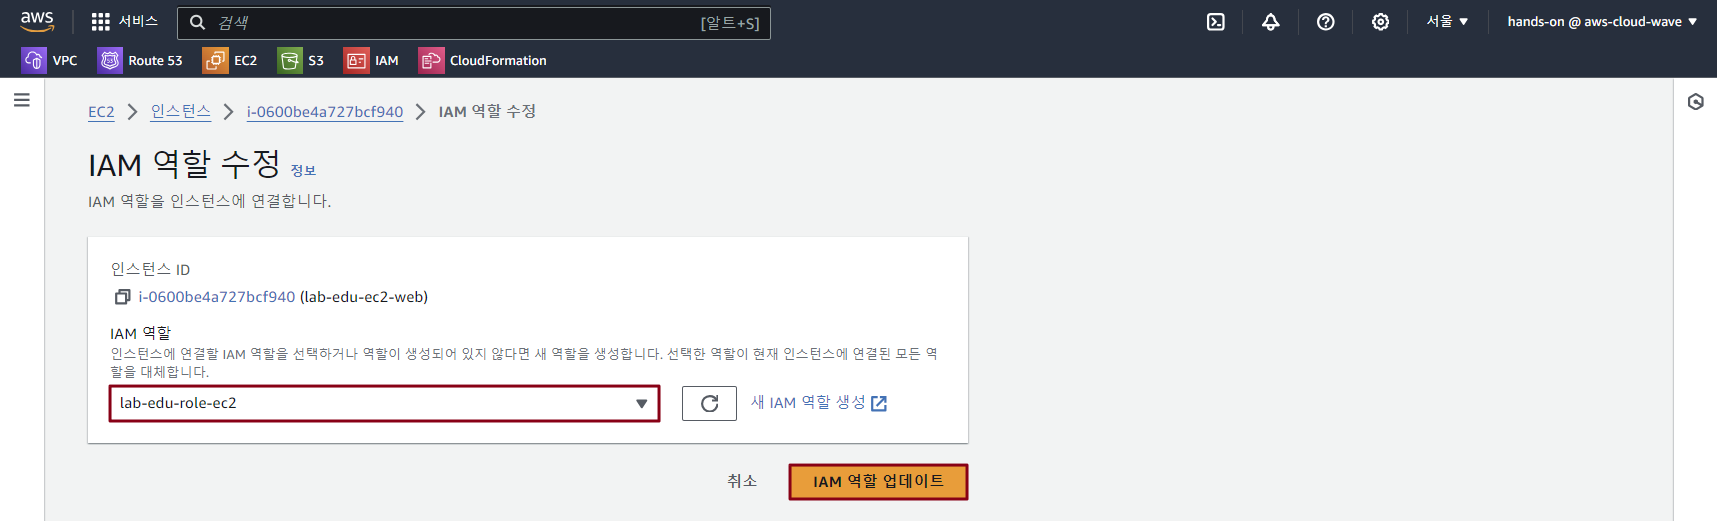 aws 서비스 검색 [알트+S] 서울 hands-on @ aws-cloud-wave
VPC Route 53 EC2 S3 IAM CloudFormation
EC2 > 인스턴스 > i-0600be4a727bcf940 > IAM 역할 수정
IAM 역할 수정 정보
IAM 역할을 인스턴스에 연결합니다.
인스턴스 ID
i-0600be4a727bcf940 (lab-edu-ec2-web)
IAM 역할
인스턴스에 연결할 IAM 역할을 선택하거나 역할이 생성되어 있지 않다면 새 역할을 생성합니다. 선택한 역할이 현재 인스턴스에 연결된 모든 역
할을 대체합니다.
lab-edu-role-ec2 새 IAM 역할 생성
취소 IAM 역할 업데이트